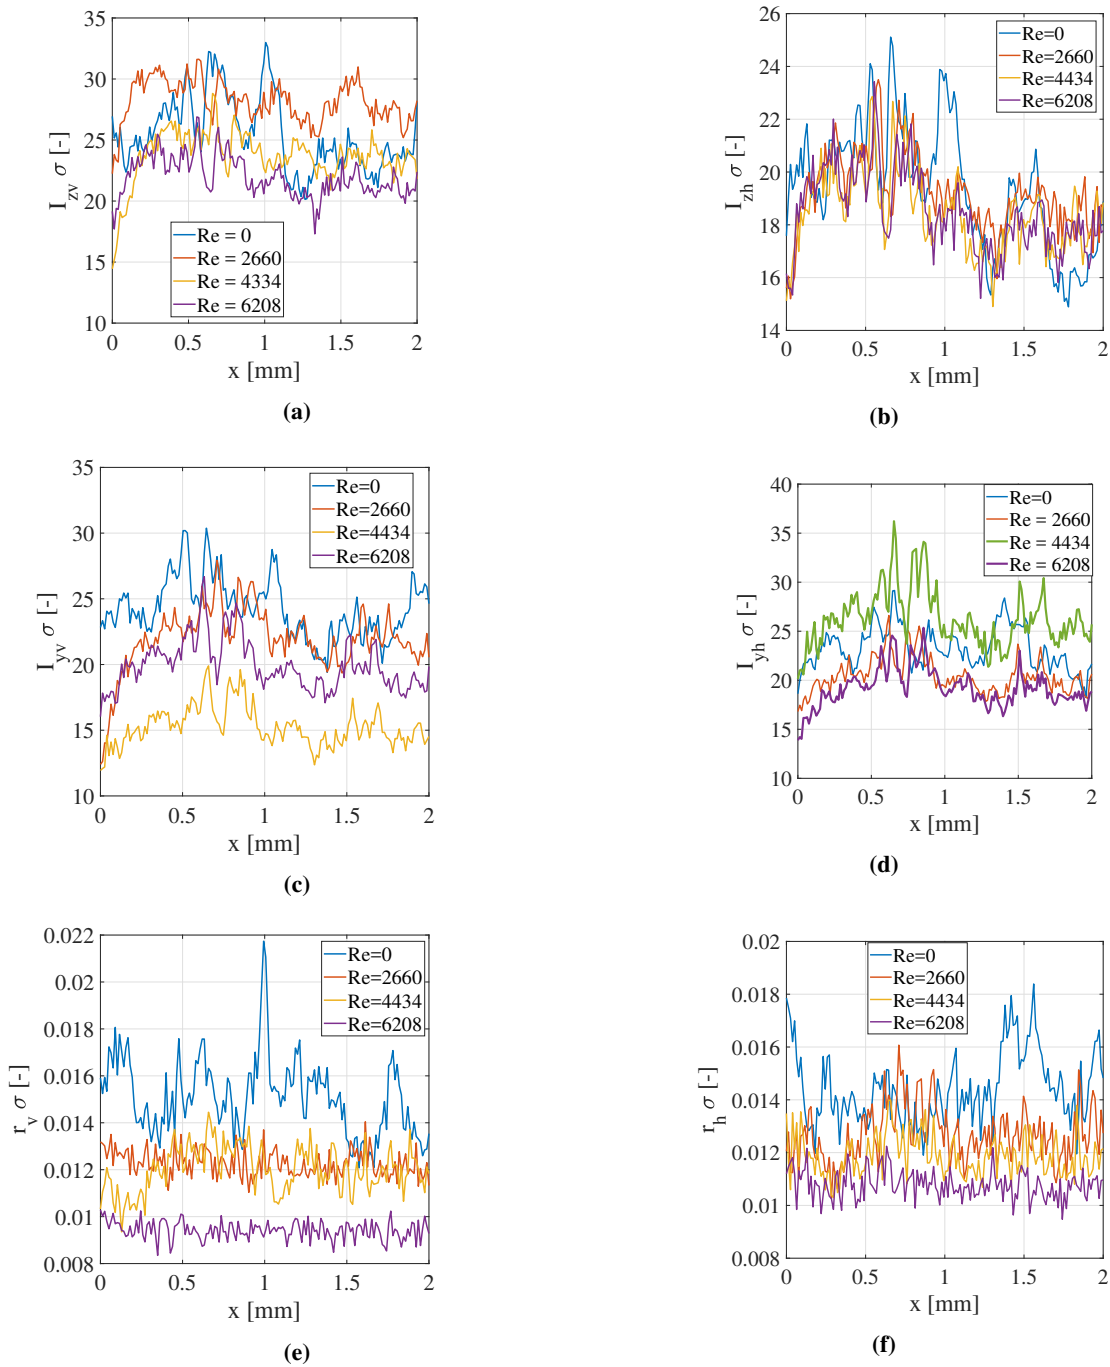 35
30
25
20
15
10
I_zv σ [-]
Re = 0
Re = 2660
Re = 4334
Re = 6208
0 0.5 1 1.5 2
x [mm]
(a)
26
24
22
20
18
16
14
I_zh σ [-]
Re=0
Re=2660
Re=4434
Re=6208
0 0.5 1 1.5 2
x [mm]
(b)
35
30
25
20
15
10
I_yv σ [-]
Re=0
Re=2660
Re=4434
Re=6208
0 0.5 1 1.5 2
x [mm]
(c)
40
35
30
25
20
15
10
I_yh σ [-]
Re=0
Re = 2660
Re = 4434
Re = 6208
0 0.5 1 1.5 2
x [mm]
(d)
0.022
0.02
0.018
0.016
0.014
0.012
0.01
0.008
r_v σ [-]
Re=0
Re=2660
Re=4434
Re=6208
0 0.5 1 1.5 2
x [mm]
(e)
0.02
0.018
0.016
0.014
0.012
0.01
0.008
r_h σ [-]
Re=0
Re=2660
Re=4434
Re=6208
0 0.5 1 1.5 2
x [mm]
(f)